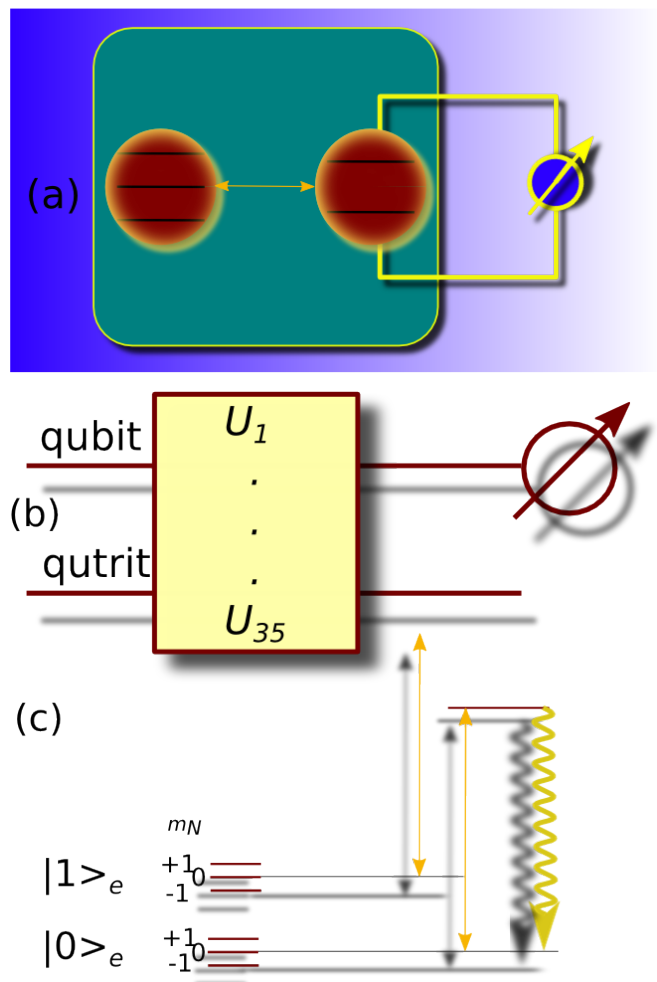 (a)
qubit
U1
.
.
.
(b)
qutrit
U35
(c)
mN
|1>e
+1
0
-1
|0>e
+1
0
-1